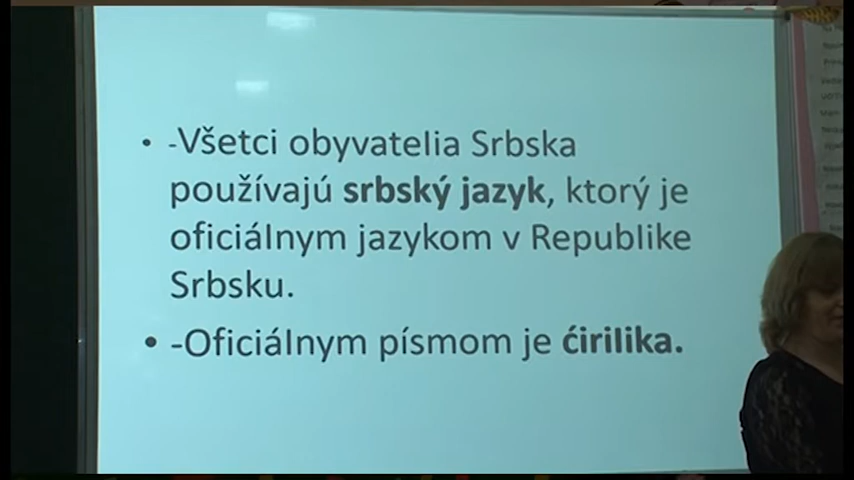 • -Všetci obyvatelia Srbska
používajú srbský jazyk, ktorý je
oficiálnym jazykom v Republike
Srbsku.
• -Oficiálnym písmom je ćirilika.